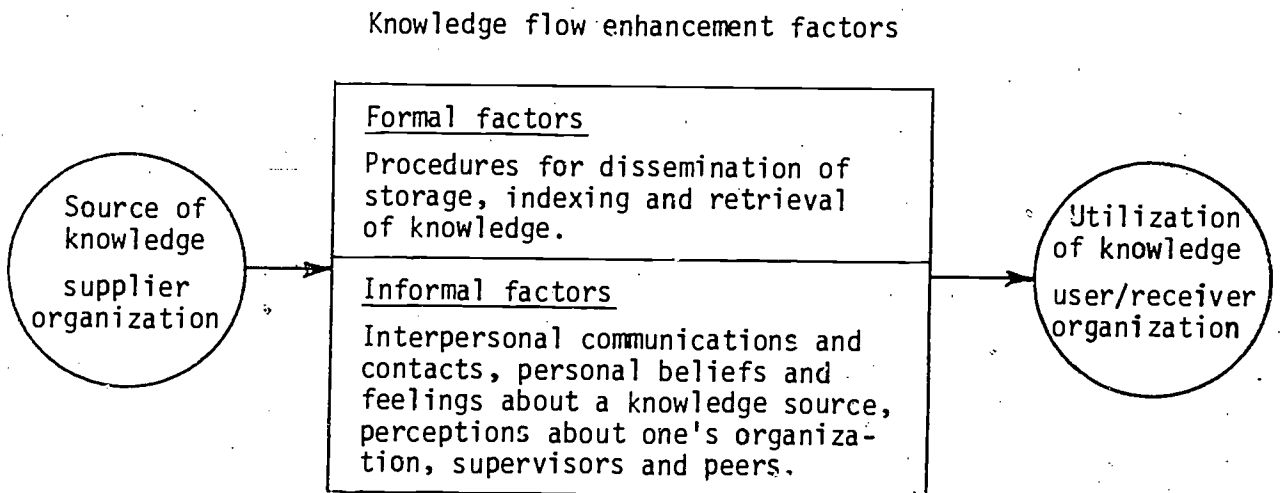 Knowledge flow enhancement factors
Source of
knowledge
supplier
organization
Formal factors
Procedures for dissemination of
storage, indexing and retrieval
of knowledge.
Informal factors
Interpersonal communications and
contacts, personal beliefs and
feelings about a knowledge source,
perceptions about one's organiza-
tion, supervisors and peers.
Utilization
of knowledge
user/receiver
organization